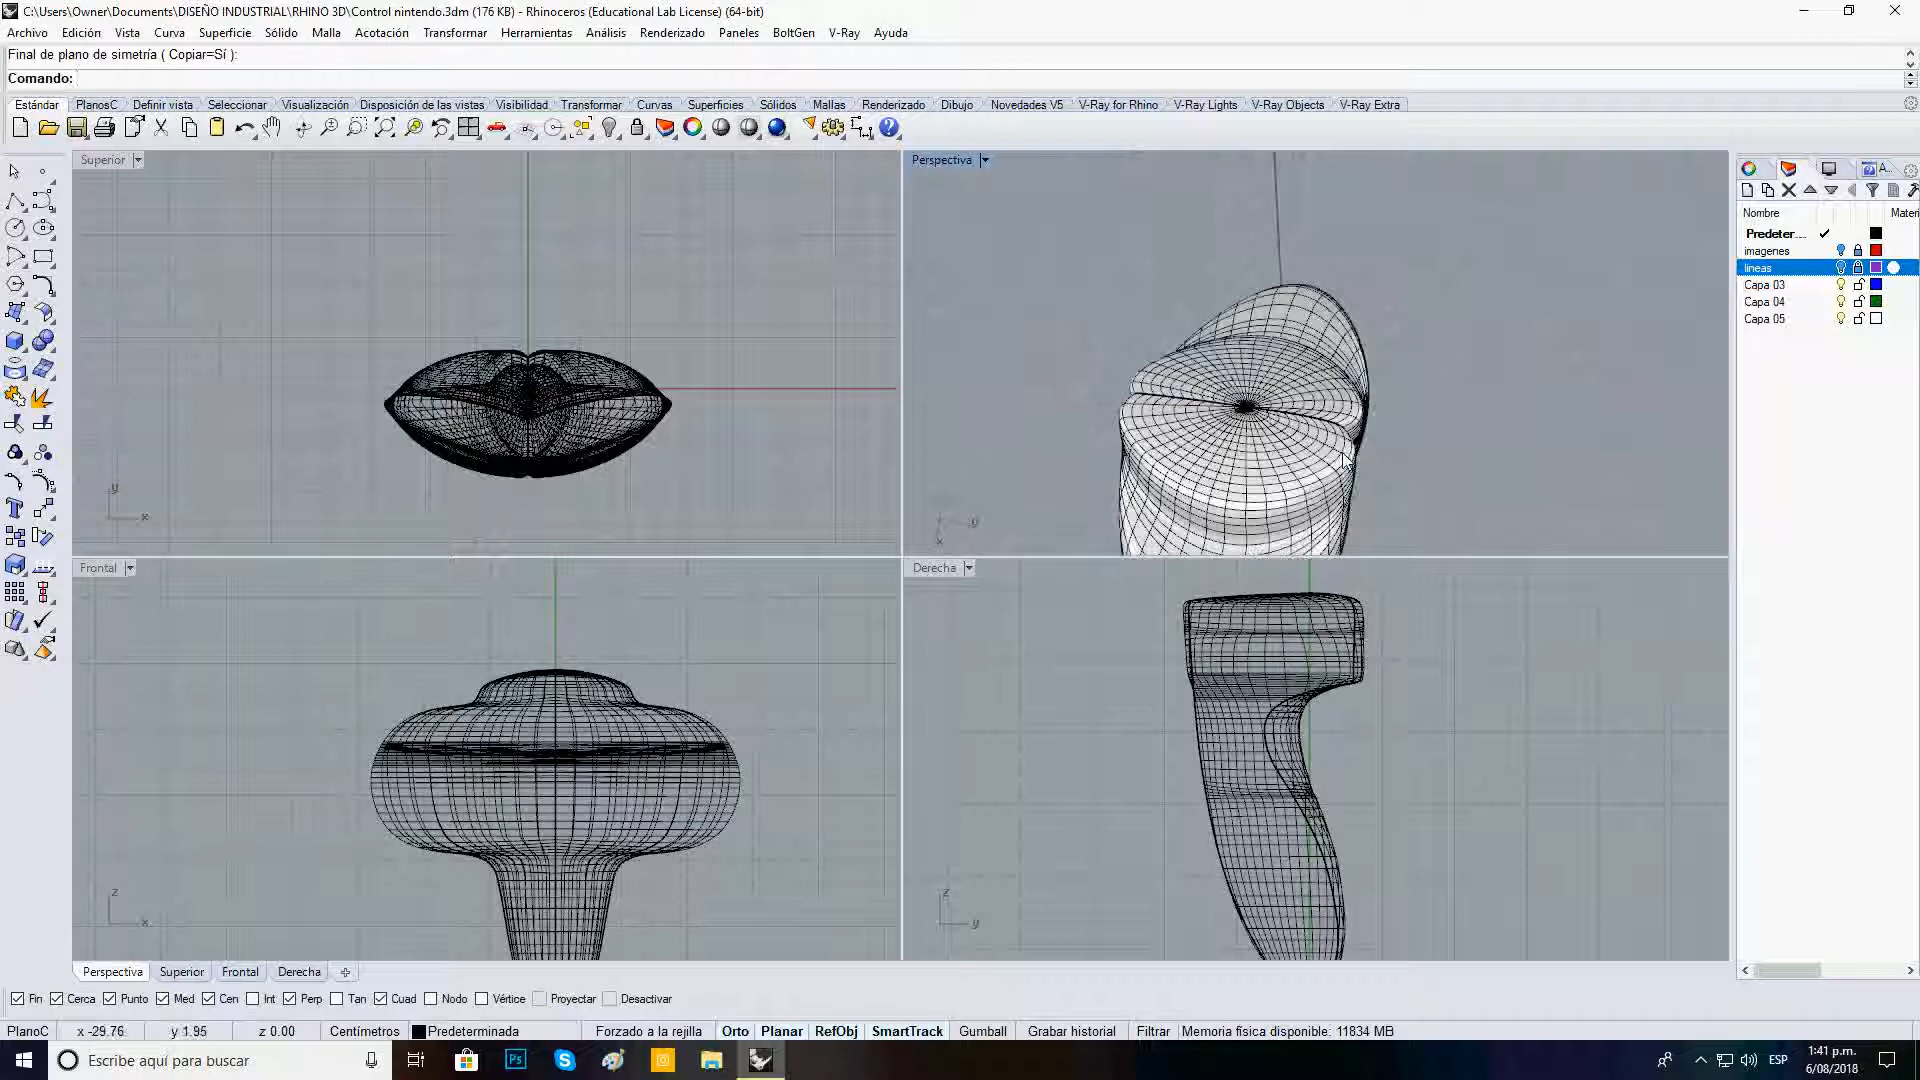 C:\Users\Owner\Documents\DISEÑO INDUSTRIAL\RHINO 3D\Control nintendo.3dm (176 KB) - Rhinoceros (Educational Lab License) (64-bit)
Archivo Edición Vista Curva Superficie Sólido Malla Acotación Transformar Herramientas Análisis Renderizado Paneles BoltGen V-Ray Ayuda
Final de plano de simetría ( Copiar=Sí ):
Comando:
Estándar PlanosC Definir vista Seleccionar Visualización Disposición de las vistas Visibilidad Transformar Curvas Superficies Sólidos Mallas Renderizado Dibujo Novedades V5 V-Ray for Rhino V-Ray Lights V-Ray Objects V-Ray Extra
Superior
Perspectiva
A...
Nombre Materi
Predeter...
imagenes
lineas
Capa 03
Capa 04
Capa 05
y
x
Frontal
Derecha
z
x
z
y
Perspectiva Superior Frontal Derecha
Fin Cerca Punto Med Cen Int Perp Tan Cuad Nodo Vértice Proyectar Desactivar
PlanoC x -29.76 y 1.95 z 0.00 Centímetros Predeterminada Forzado a la rejilla Orto Planar RefObj SmartTrack Gumball Grabar historial Filtrar Memoria física disponible: 11834 MB
Escribe aquí para buscar
Ps
ESP
1:41 p.m.
6/08/2018